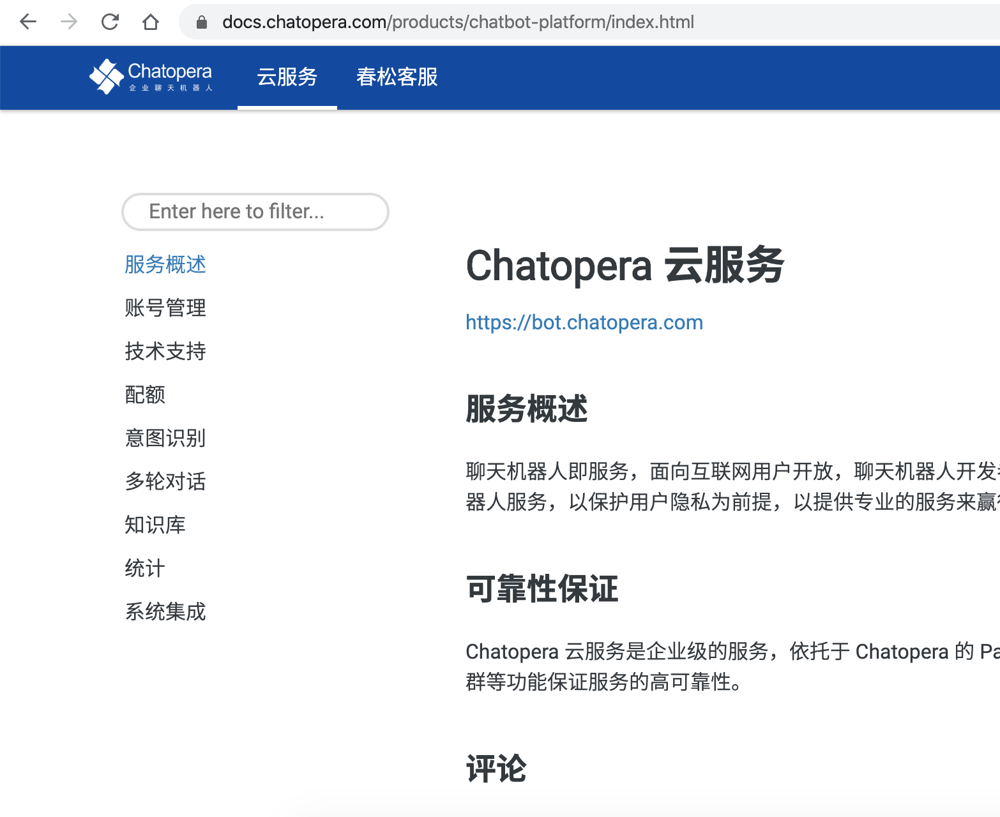 docs.chatopera.com/products/chatbot-platform/index.html
Chatopera
企业聊天机器人
云服务
春松客服
Enter here to filter...
服务概述
账号管理
技术支持
配额
意图识别
多轮对话
知识库
统计
系统集成
Chatopera 云服务
https://bot.chatopera.com
服务概述
聊天机器人即服务，面向互联网用户开放，聊天机器人开发
器人服务，以保护用户隐私为前提，以提供专业的服务来赢
可靠性保证
Chatopera 云服务是企业级的服务，依托于 Chatopera 的 Pa
群等功能保证服务的高可靠性。
评论